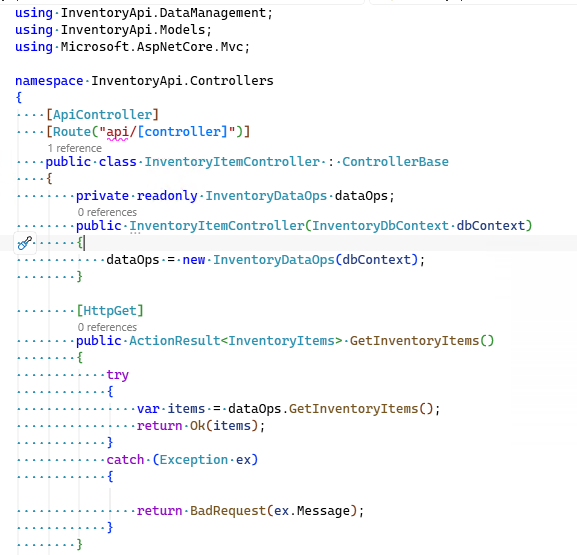 using InventoryApi.DataManagement;
using InventoryApi.Models;
using Microsoft.AspNetCore.Mvc;
namespace InventoryApi.Controllers
{
[ApiController]
[Route("api/[controller]")]
1 reference
public class InventoryItemController : ControllerBase
{
private readonly InventoryDataOps dataOps;
0 references
public InventoryItemController(InventoryDbContext dbContext)
{
dataOps = new InventoryDataOps(dbContext);
}
[HttpGet]
0 references
public ActionResult<InventoryItems> GetInventoryItems()
{
try
{
var items = dataOps.GetInventoryItems();
return Ok(items);
}
catch (Exception ex)
{
return BadRequest(ex.Message);
}
}